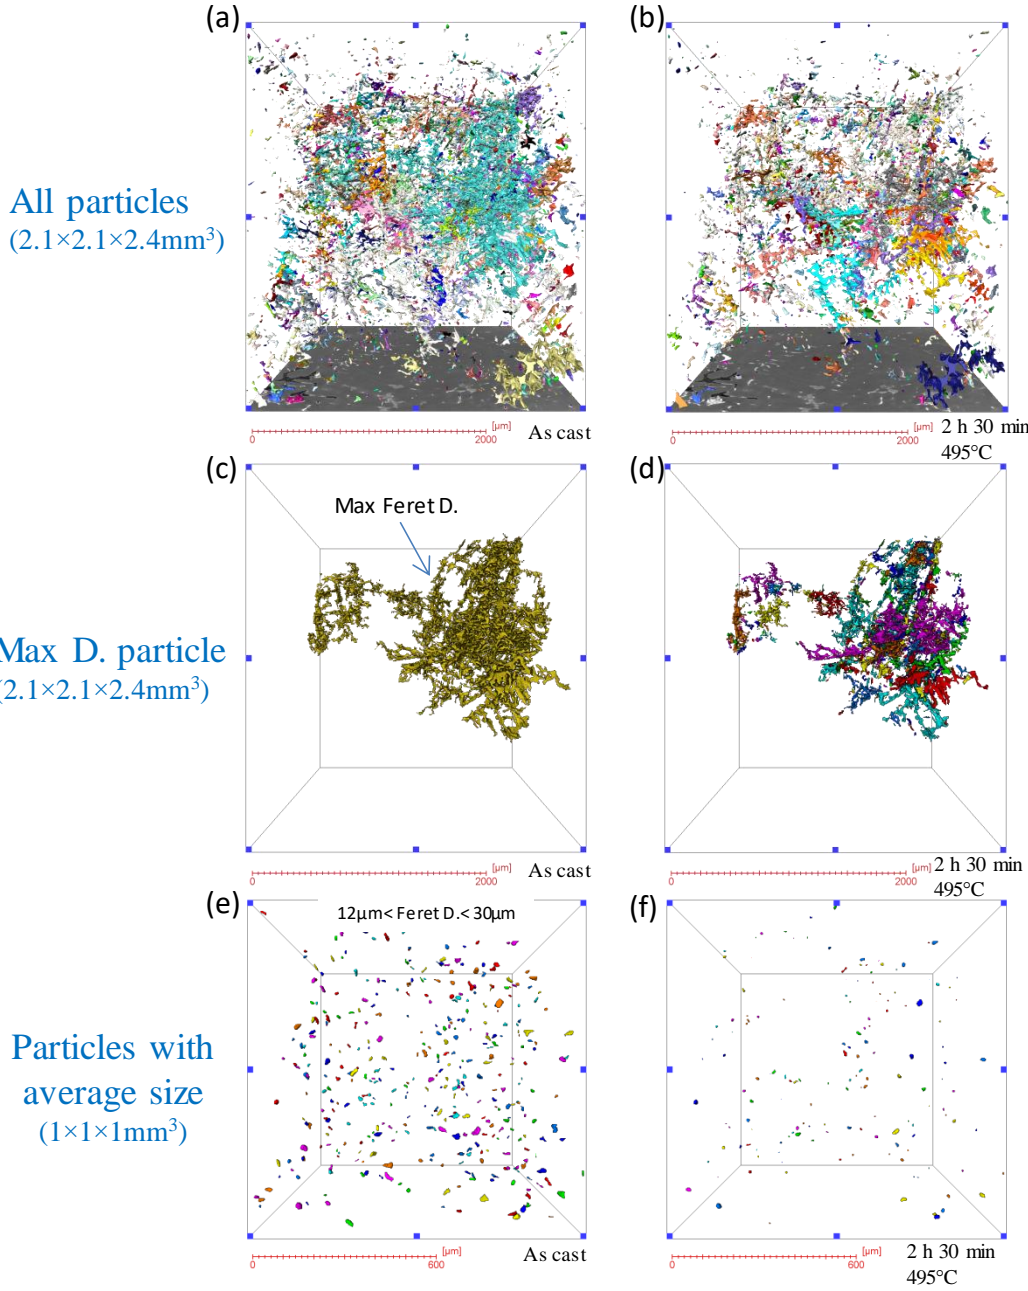 (a)
(b)
All particles
(2.1×2.1×2.4mm³)
0 2000 [µm] As cast
0 2000 [µm] 2 h 30 min
495°C
(c)
(d)
Max Feret D.
Max D. particle
(2.1×2.1×2.4mm³)
0 2000 [µm] As cast
0 2000 [µm] 2 h 30 min
495°C
(e)
(f)
12µm< Feret D.< 30µm
Particles with
average size
(1×1×1mm³)
0 600 [µm] As cast
0 600 [µm] 2 h 30 min
495°C